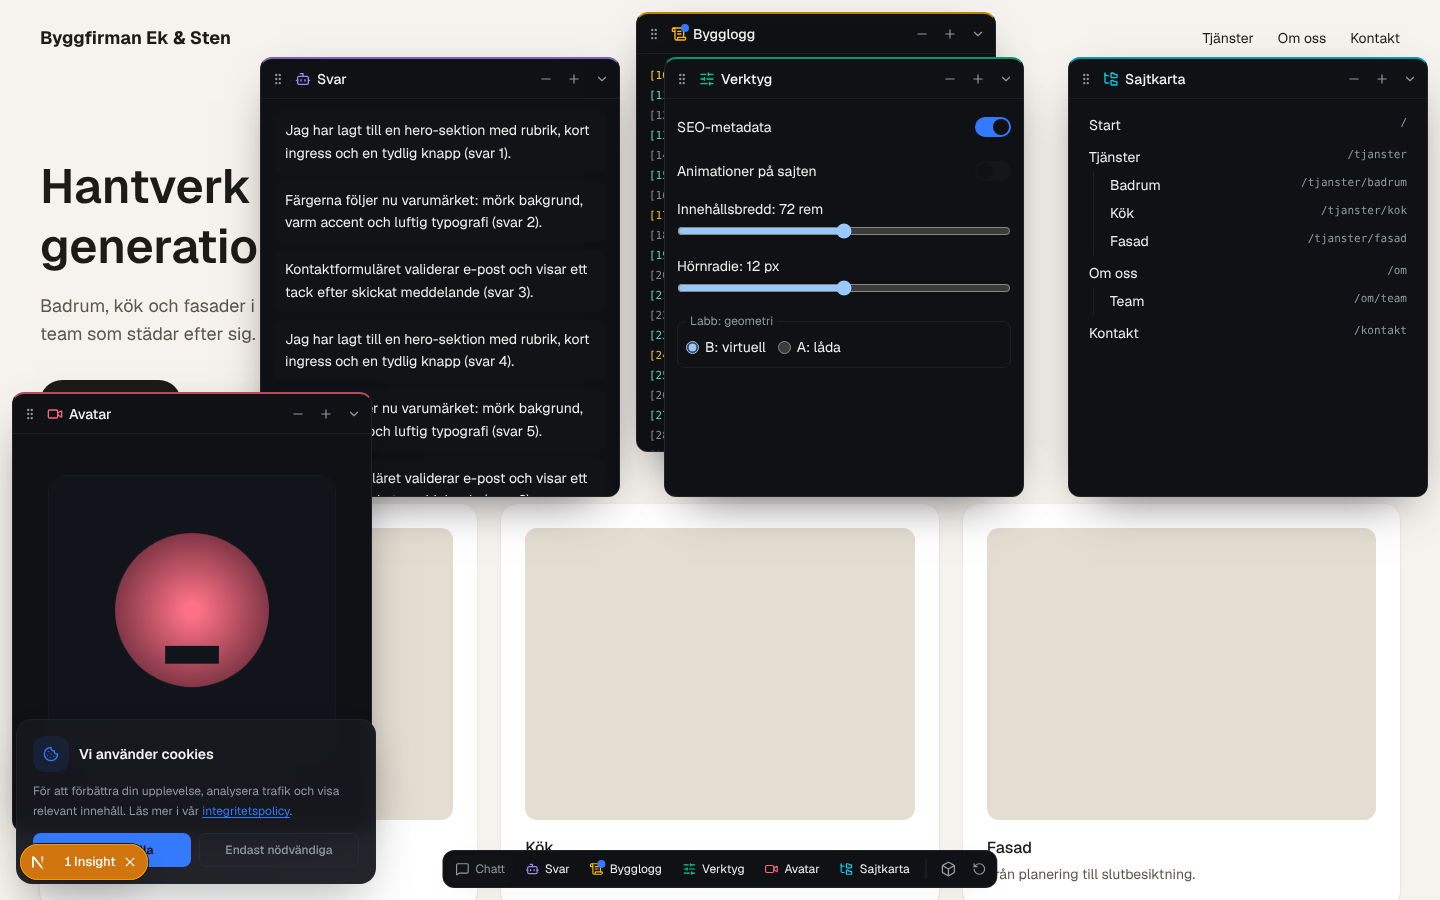 Byggfirman Ek & Sten
Tjänster
Om oss
Kontakt
Hantverk
generatio
Badrum, kök och fasader i
team som städar efter sig.
Svar
Jag har lagt till en hero-sektion med rubrik, kort
ingress och en tydlig knapp (svar 1).
Färgerna följer nu varumärket: mörk bakgrund,
varm accent och luftig typografi (svar 2).
Kontaktformuläret validerar e-post och visar ett
tack efter skickat meddelande (svar 3).
Jag har lagt till en hero-sektion med rubrik, kort
ingress och en tydlig knapp (svar 4).
er nu varumärket: mörk bakgrund,
och luftig typografi (svar 5).
läret validerar e-post och visar ett
Bygglogg
Verktyg
SEO-metadata
Animationer på sajten
Innehållsbredd: 72 rem
Hörnradie: 12 px
Labb: geometri
B: virtuell
A: låda
Sajtkarta
Start /
Tjänster /tjanster
Badrum /tjanster/badrum
Kök /tjanster/kok
Fasad /tjanster/fasad
Om oss /om
Team /om/team
Kontakt /kontakt
Avatar
Vi använder cookies
För att förbättra din upplevelse, analysera trafik och visa
relevant innehåll. Läs mer i vår integritetspolicy.
la
Endast nödvändiga
1 Insight
Kök
Fasad
rån planering till slutbesiktning.
Chatt
Svar
Bygglogg
Verktyg
Avatar
Sajtkarta